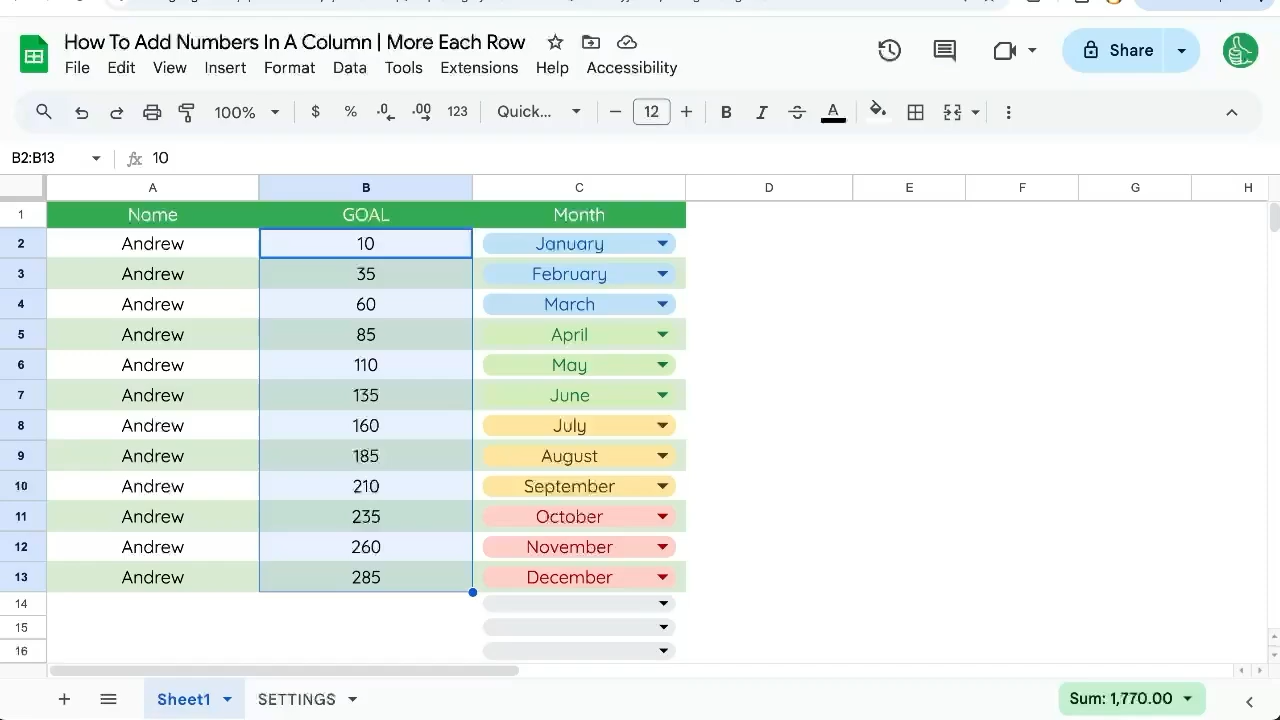 How To Add Numbers In A Column | More Each Row
Share
File Edit View Insert Format Data Tools Extensions Help Accessibility
100% $ % .0 .00 123 Quick... − 12 + B I S A
B2:B13 fx 10
A B C D E F G H
1 Name GOAL Month
2 Andrew 10 January
3 Andrew 35 February
4 Andrew 60 March
5 Andrew 85 April
6 Andrew 110 May
7 Andrew 135 June
8 Andrew 160 July
9 Andrew 185 August
10 Andrew 210 September
11 Andrew 235 October
12 Andrew 260 November
13 Andrew 285 December
14
15
16
+ Sheet1 SETTINGS Sum: 1,770.00